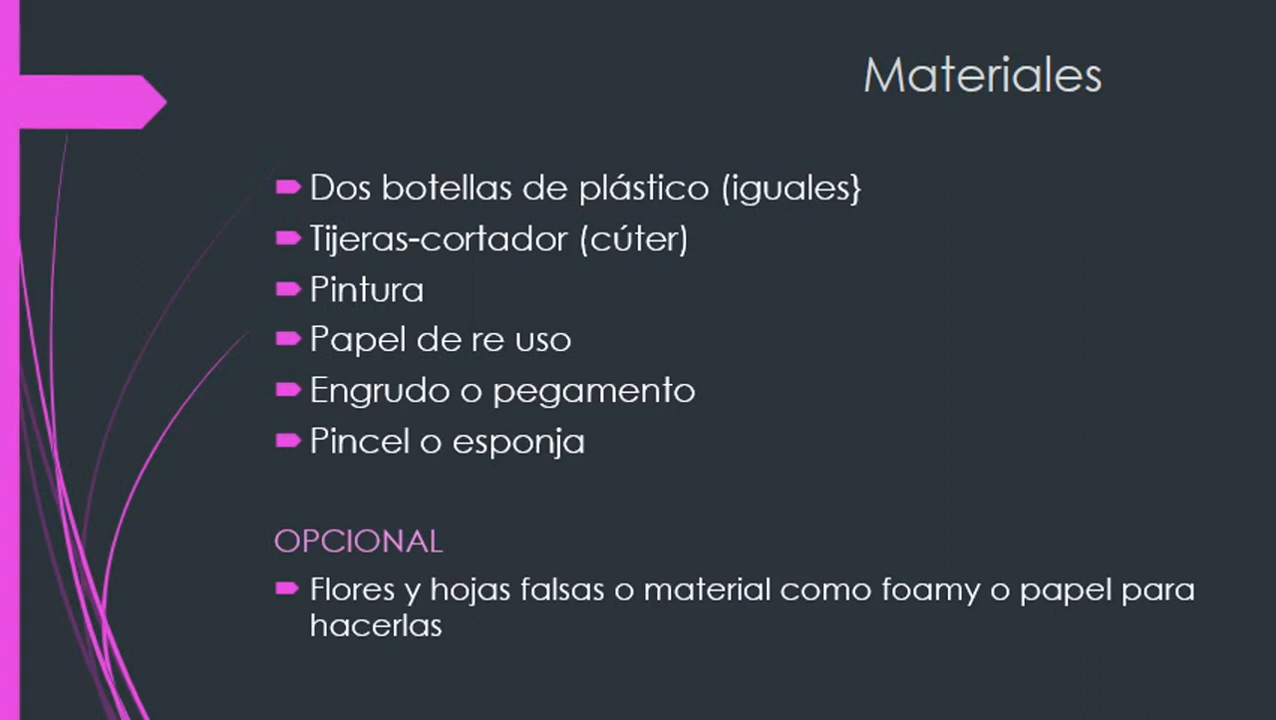 Materiales
Dos botellas de plástico (iguales}
Tijeras-cortador (cúter)
Pintura
Papel de re uso
Engrudo o pegamento
Pincel o esponja
OPCIONAL
Flores y hojas falsas o material como foamy o papel para
hacerlas